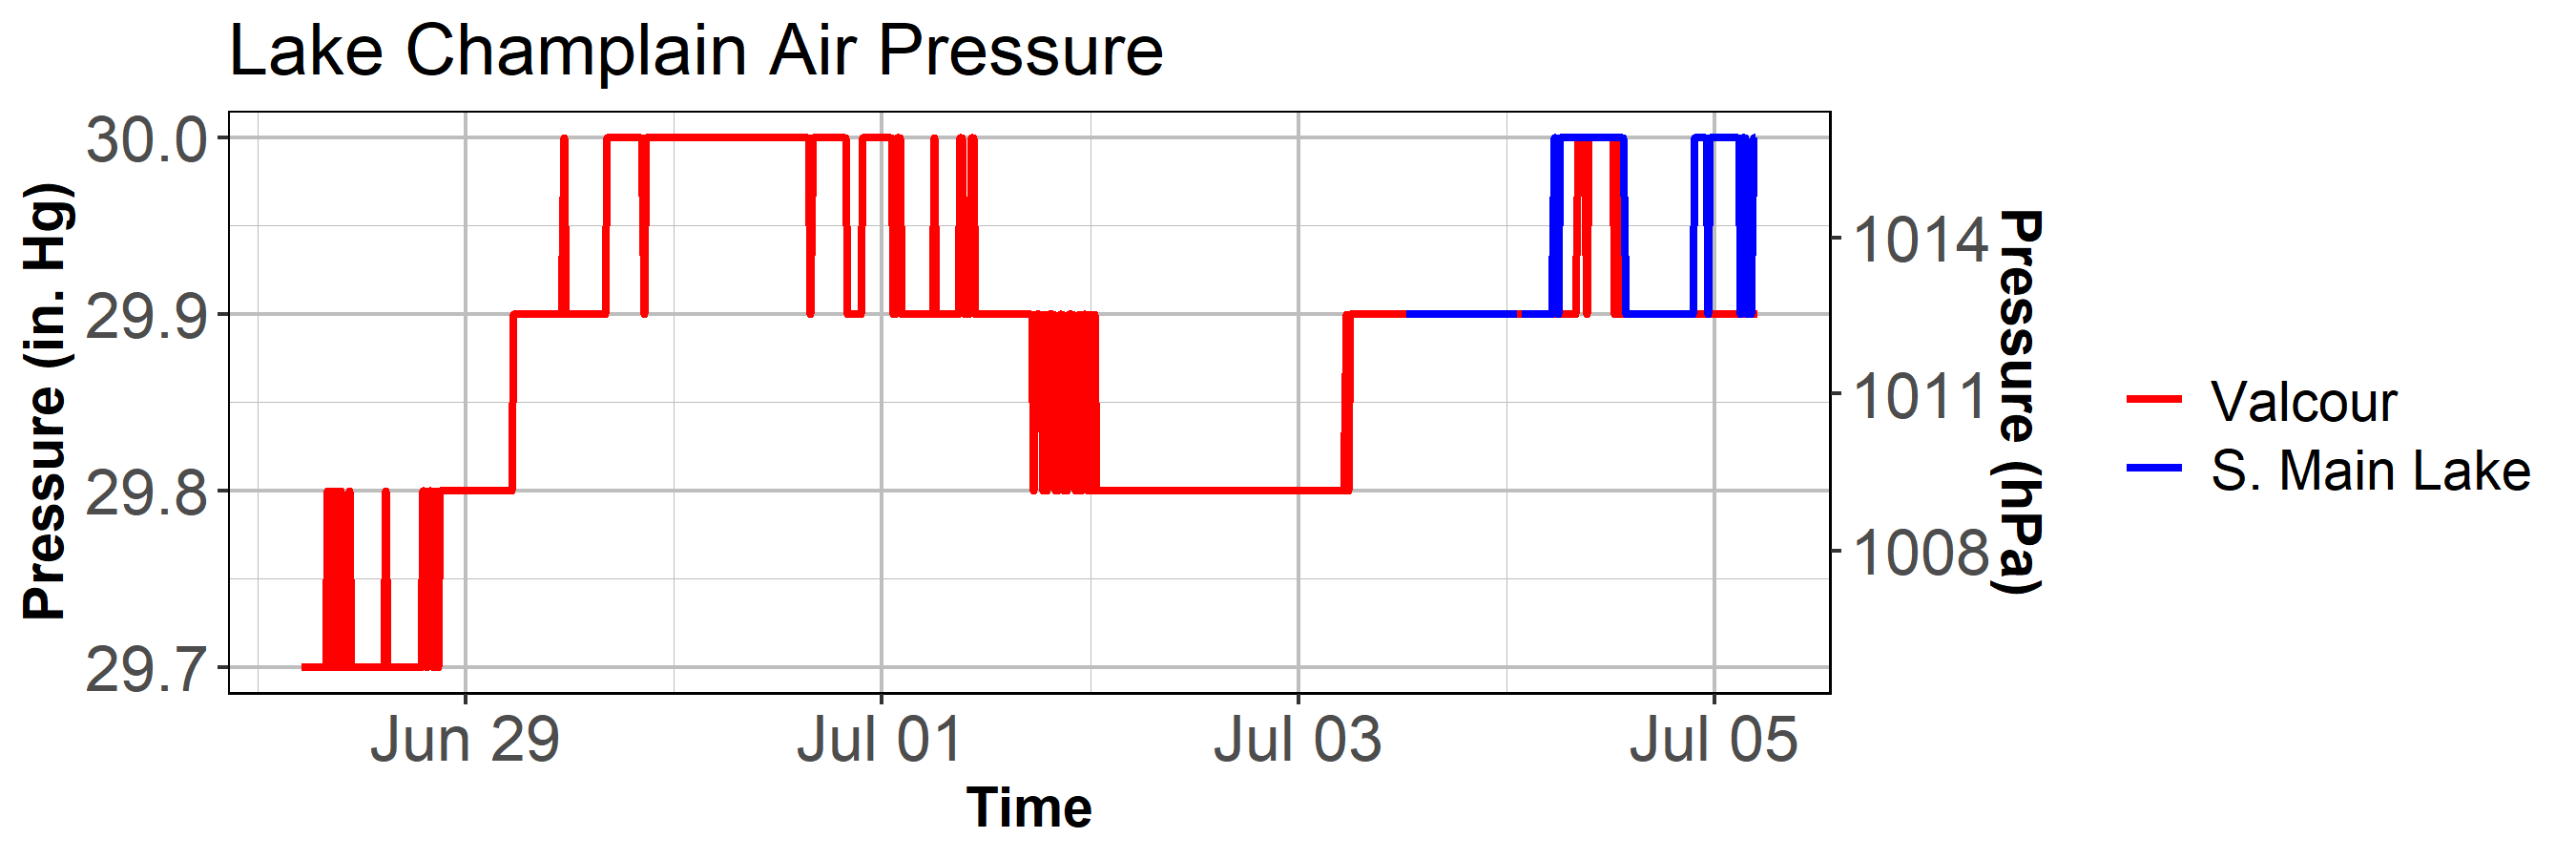 Lake Champlain Air Pressure
Pressure (in. Hg)
30.0
29.9
29.8
29.7
Jun 29
Jul 01
Jul 03
Jul 05
Time
1014
1011
1008
Pressure (hPa)
Valcour
S. Main Lake